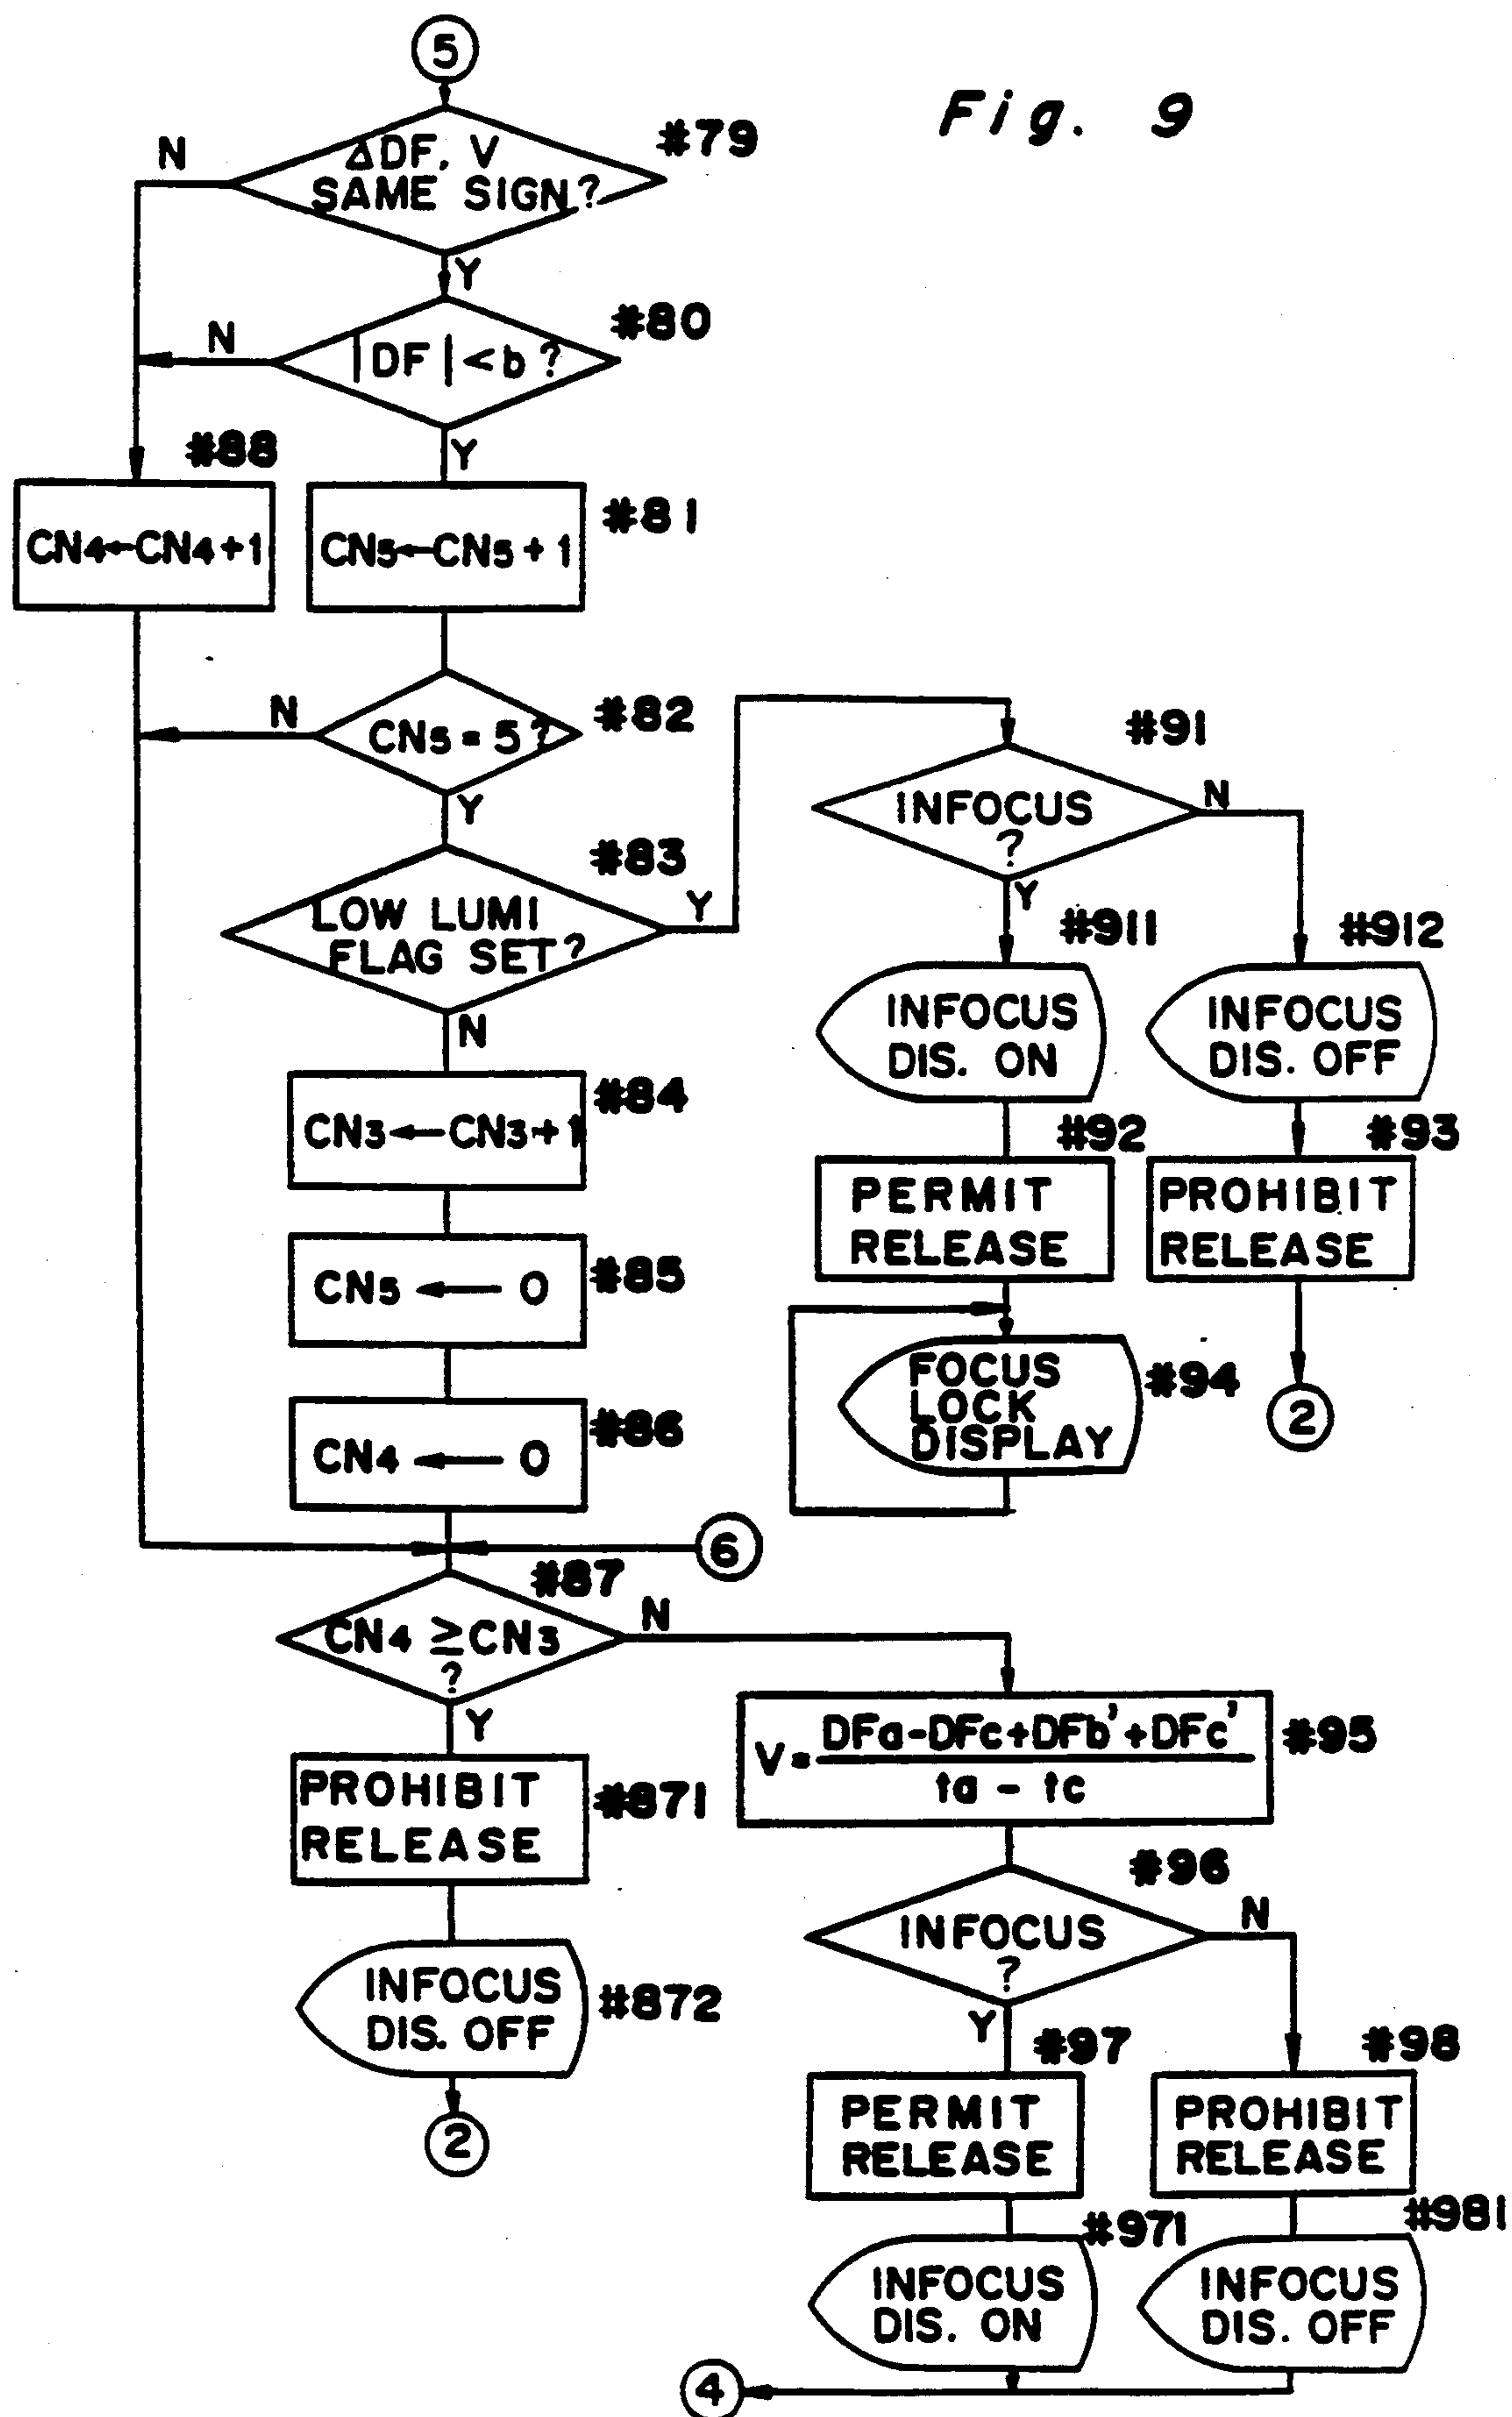 Fig. 9
5
#79
ΔDF, V
SAME SIGN?
N
Y
#80
|DF|<b?
N
Y
#88
CN4←CN4+1
#81
CN5←CN5+1
#82
CN5=5?
N
Y
#83
LOW LUMI
FLAG SET?
Y
N
#84
CN3←CN3+1
#85
CN5←0
#86
CN4←0
6
#87
CN4≧CN3
?
N
Y
#871
PROHIBIT
RELEASE
#872
INFOCUS
DIS. OFF
2
#91
INFOCUS
?
N
Y
#911
INFOCUS
DIS. ON
#912
INFOCUS
DIS. OFF
#92
PERMIT
RELEASE
#93
PROHIBIT
RELEASE
#94
FOCUS
LOCK
DISPLAY
2
#95
V=
DFa-DFc+DFb'+DFc'
ta - tc
#96
INFOCUS
?
N
Y
#97
PERMIT
RELEASE
#98
PROHIBIT
RELEASE
#971
INFOCUS
DIS. ON
#981
INFOCUS
DIS. OFF
4